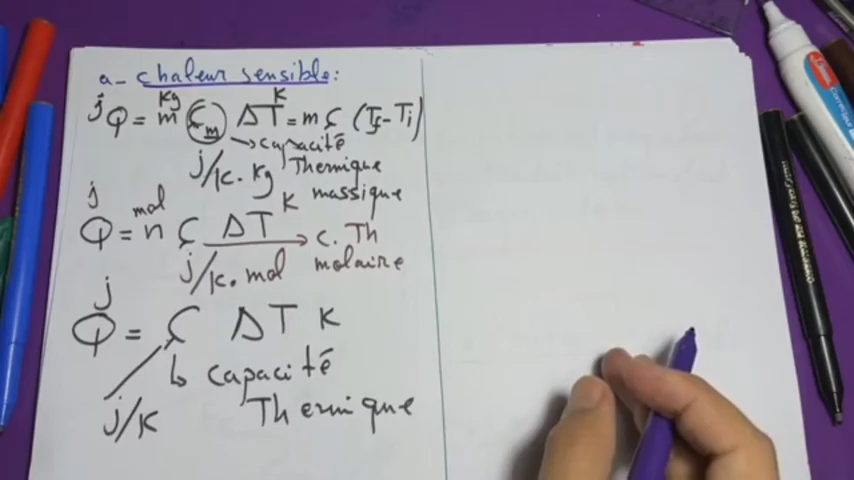 a- chaleur sensible:
j Q = m kg Cm ΔT K = m C (Tf - Ti)
→ capacité
j/K.kg Thermique
massique
j Q = n mol C ΔT K → c. Th
j/K.mol molaire
j Q = C ΔT K
↳ capacité
j/K Thermique